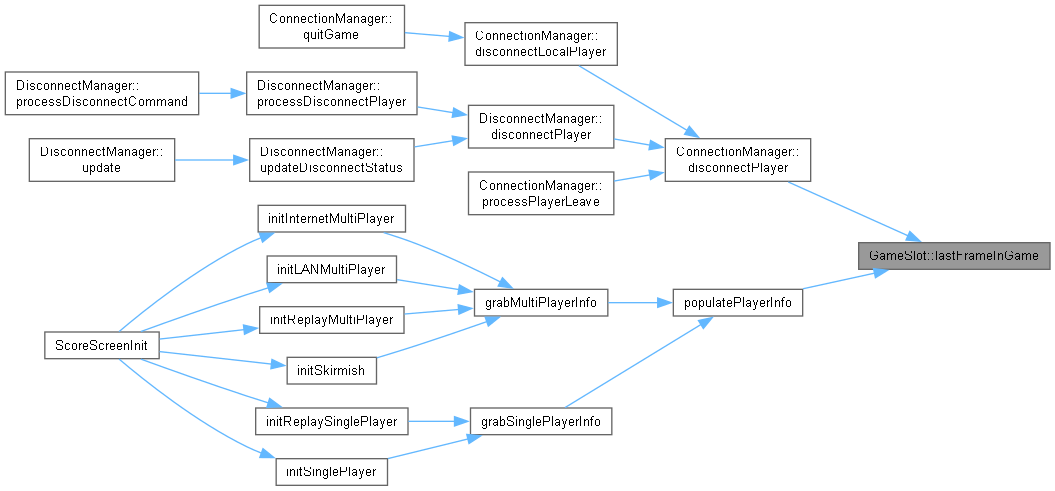 ConnectionManager::
quitGame
ConnectionManager::
disconnectLocalPlayer
DisconnectManager::
processDisconnectCommand
DisconnectManager::
processDisconnectPlayer
DisconnectManager::
disconnectPlayer
DisconnectManager::
update
DisconnectManager::
updateDisconnectStatus
ConnectionManager::
disconnectPlayer
ConnectionManager::
processPlayerLeave
initInternetMultiPlayer
GameSlot::lastFrameInGame
initLANMultiPlayer
grabMultiPlayerInfo
populatePlayerInfo
initReplayMultiPlayer
ScoreScreenInit
initSkirmish
initReplaySinglePlayer
grabSinglePlayerInfo
initSinglePlayer